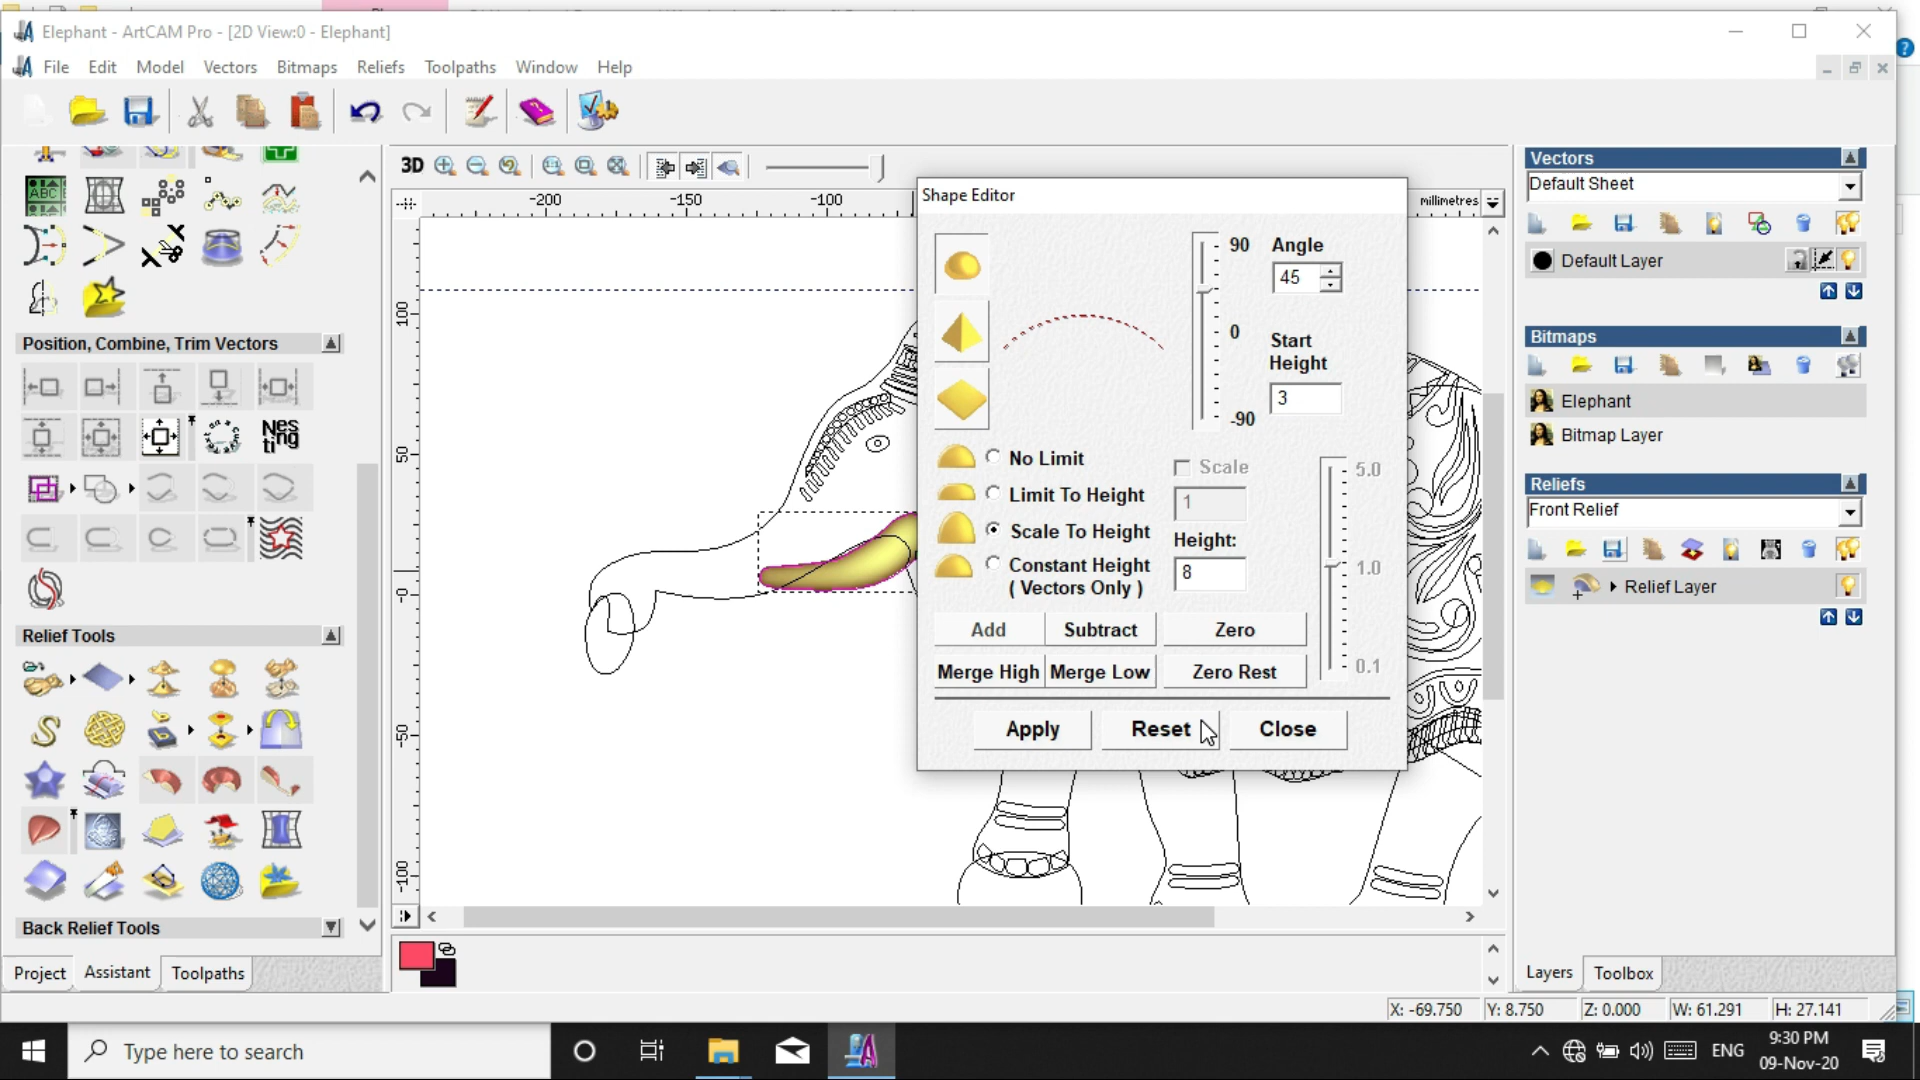 Elephant - ArtCAM Pro - [2D View:0 - Elephant]
File Edit Model Vectors Bitmaps Reliefs Toolpaths Window Help
3D
-200 -150 -100
millimetres
100
50
-0
-50
-100
ABC
Position, Combine, Trim Vectors
Nes
ting
Relief Tools
Back Relief Tools
Project Assistant Toolpaths
Shape Editor
90
0
-90
Angle
45
Start
Height
3
No Limit
Limit To Height
Scale To Height
Constant Height
( Vectors Only )
Scale
1
Height:
8
5.0
1.0
0.1
Add Subtract Zero
Merge High Merge Low Zero Rest
Apply Reset Close
Vectors
Default Sheet
Default Layer
Bitmaps
Elephant
Bitmap Layer
Reliefs
Front Relief
Relief Layer
Layers Toolbox
X: -69.750 Y: 8.750 Z: 0.000 W: 61.291 H: 27.141
Type here to search
ENG
9:30 PM
09-Nov-20